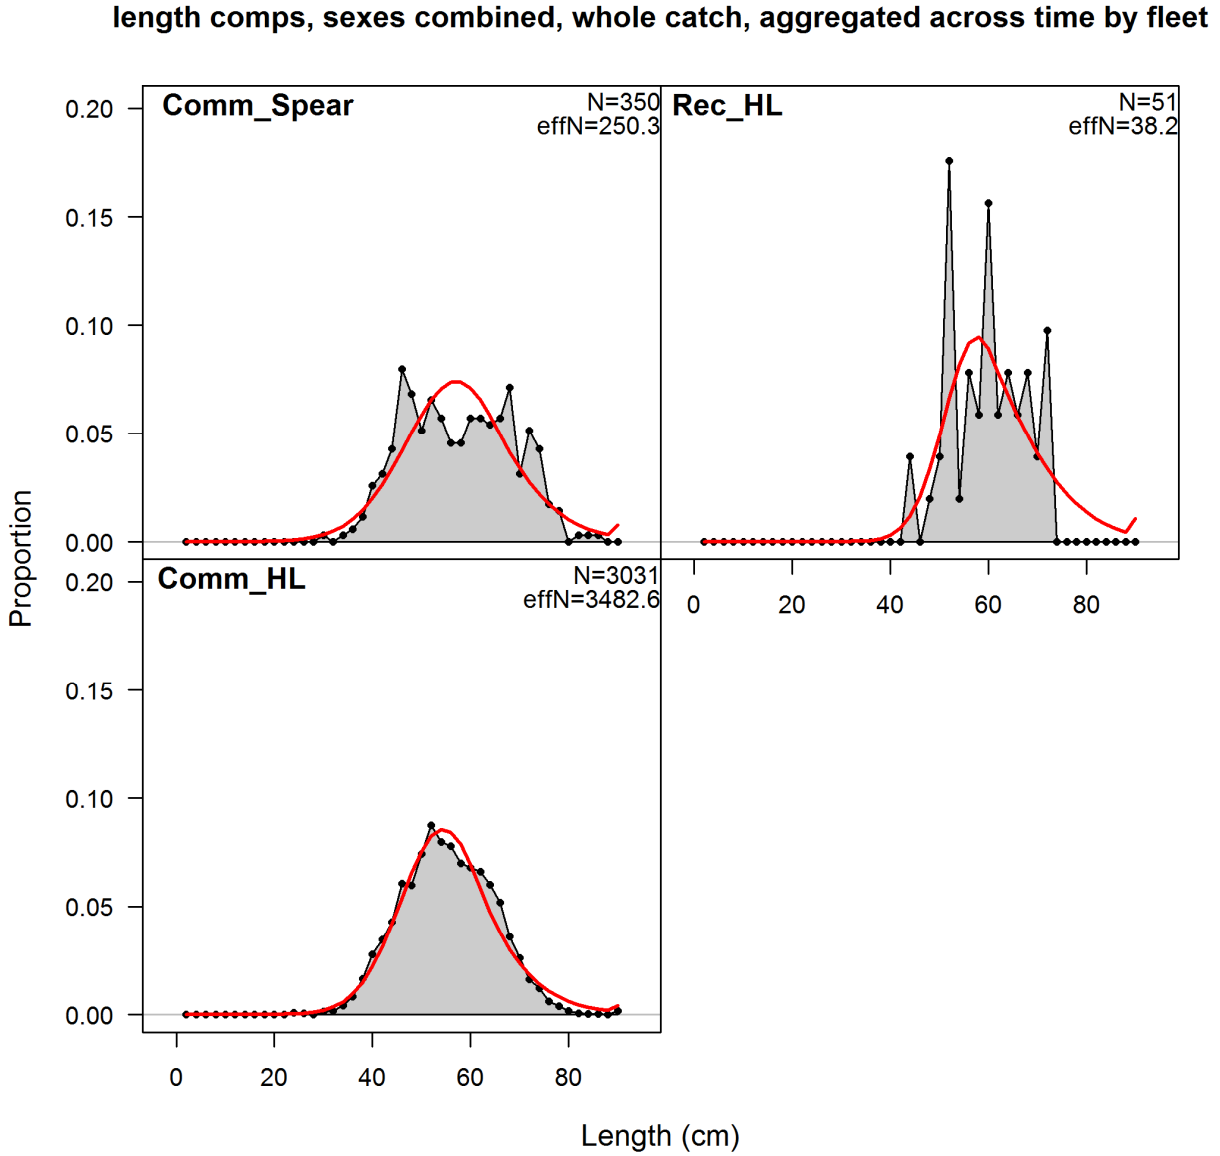 length comps, sexes combined, whole catch, aggregated across time by fleet
Comm_Spear
N=350
effN=250.3
Rec_HL
N=51
effN=38.2
0.20
0.15
0.10
0.05
0.00
0 20 40 60 80
Comm_HL
N=3031
effN=3482.6
0.20
0.15
0.10
0.05
0.00
0 20 40 60 80
Proportion
Length (cm)